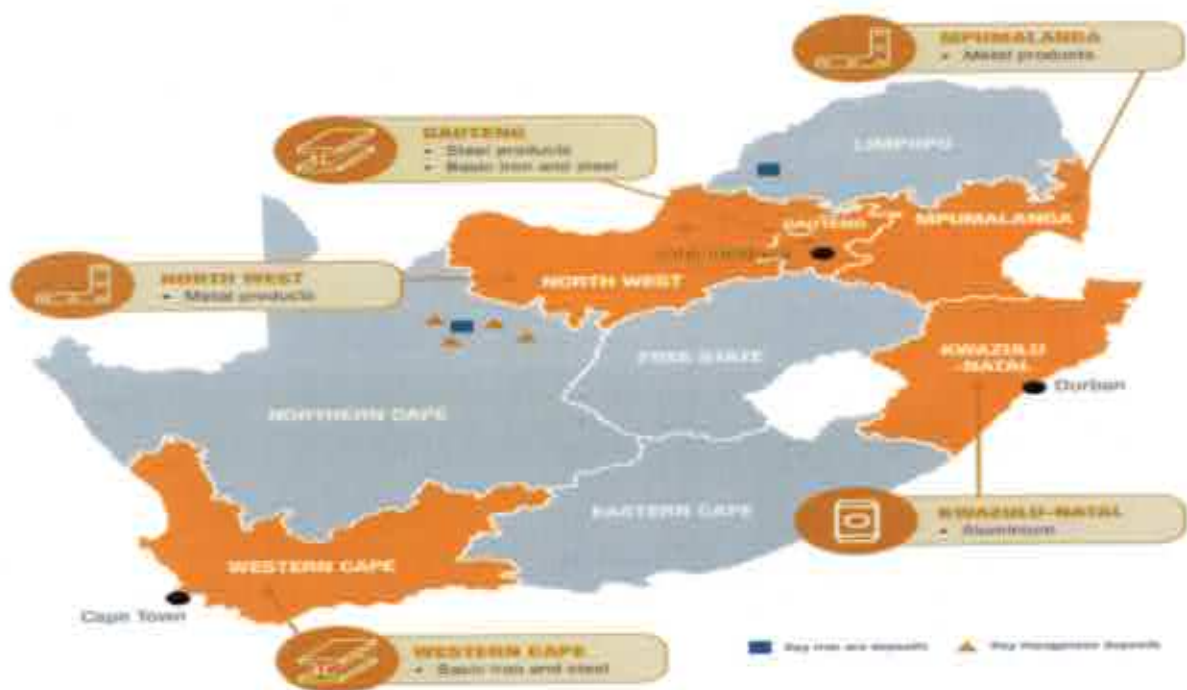 MPUMALANGA
• Metal products
GAUTENG
• Steel products
• Basic iron and steel
LIMPOPO
GAUTENG
MPUMALANGA
NORTH WEST
• Metal products
NORTH WEST
FREE STATE
KWAZULU
-NATAL
Durban
NORTHERN CAPE
EASTERN CAPE
KWAZULU-NATAL
• Aluminium
WESTERN CAPE
Cape Town
WESTERN CAPE
• Basic iron and steel
Key iron ore deposits
Key manganese deposits